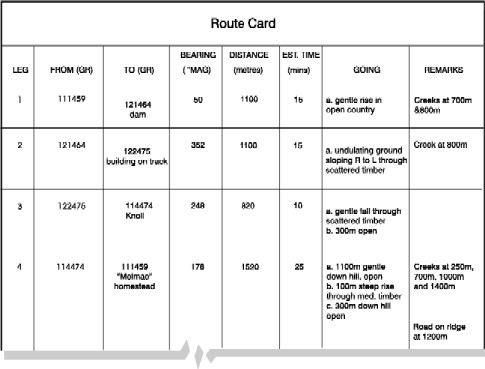 Route Card
BEARING DISTANCE EST. TIME
LEG FROM (GR) TO (GR) (°MAG) (metres) (mins) GOING REMARKS
1 111459 121464 50 1100 15 a. gentle rise in Creeks at 700m
dam open country &800m
2 121464 122475 352 1100 15 a. undulating ground Creek at 800m
building on track sloping R to L through
scattered timber
3 122475 114474 248 820 10 a. gentle fall through
Knoll scattered timber
b. 300m open
4 114474 111459 178 1520 25 a. 1100m gentle Creeks at 250m,
homestead down hill, open 700m, 1000m
b. 100m steep rise and 1400m
through med. timber
c. 300m down hill
open Road on ridge
at 1200m